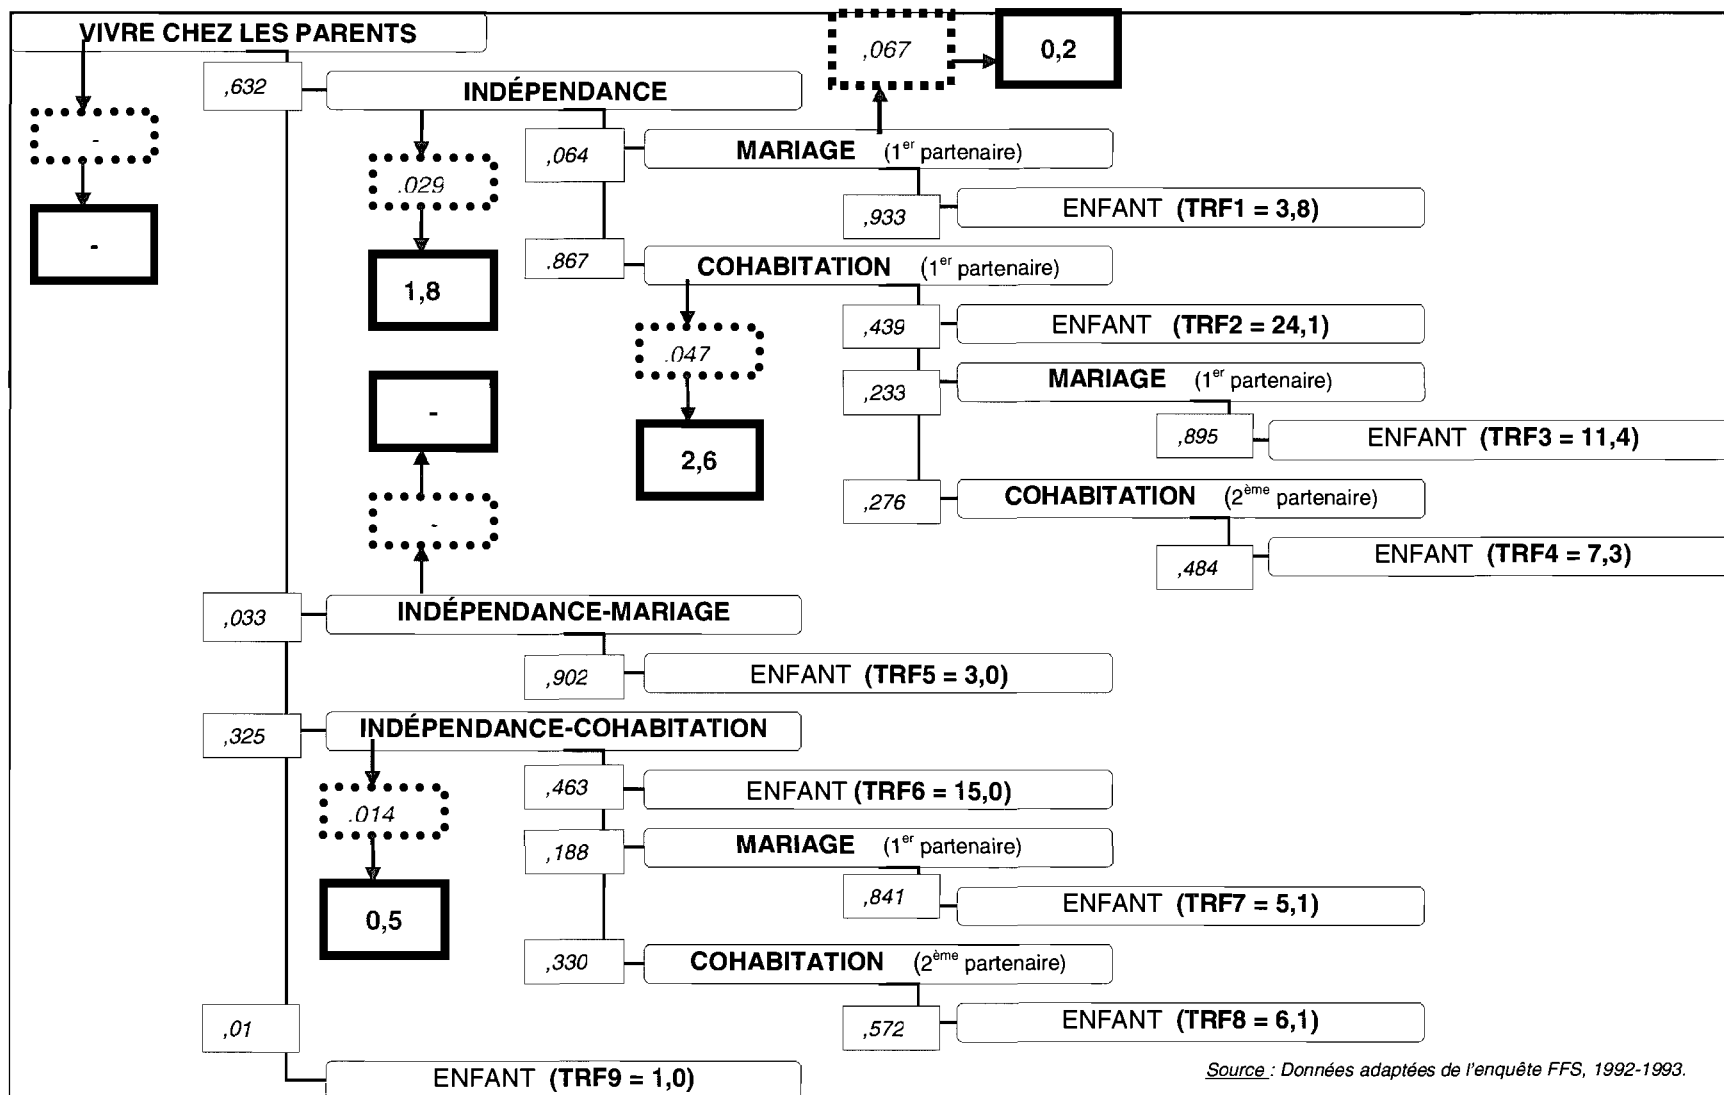 VIVRE CHEZ LES PARENTS
,067
0,2
,632
INDÉPENDANCE
-
,064
MARIAGE (1er partenaire)
.029
,933
ENFANT (TRF1 = 3,8)
-
.867
COHABITATION (1er partenaire)
1,8
,439
ENFANT (TRF2 = 24,1)
.047
,233
MARIAGE (1er partenaire)
-
,895
ENFANT (TRF3 = 11,4)
2,6
,276
COHABITATION (2ème partenaire)
-
,484
ENFANT (TRF4 = 7,3)
,033
INDÉPENDANCE-MARIAGE
,902
ENFANT (TRF5 = 3,0)
,325
INDÉPENDANCE-COHABITATION
,463
ENFANT (TRF6 = 15,0)
.014
,188
MARIAGE (1er partenaire)
,841
ENFANT (TRF7 = 5,1)
0,5
,330
COHABITATION (2ème partenaire)
,01
,572
ENFANT (TRF8 = 6,1)
ENFANT (TRF9 = 1,0)
Source : Données adaptées de l'enquête FFS, 1992-1993.